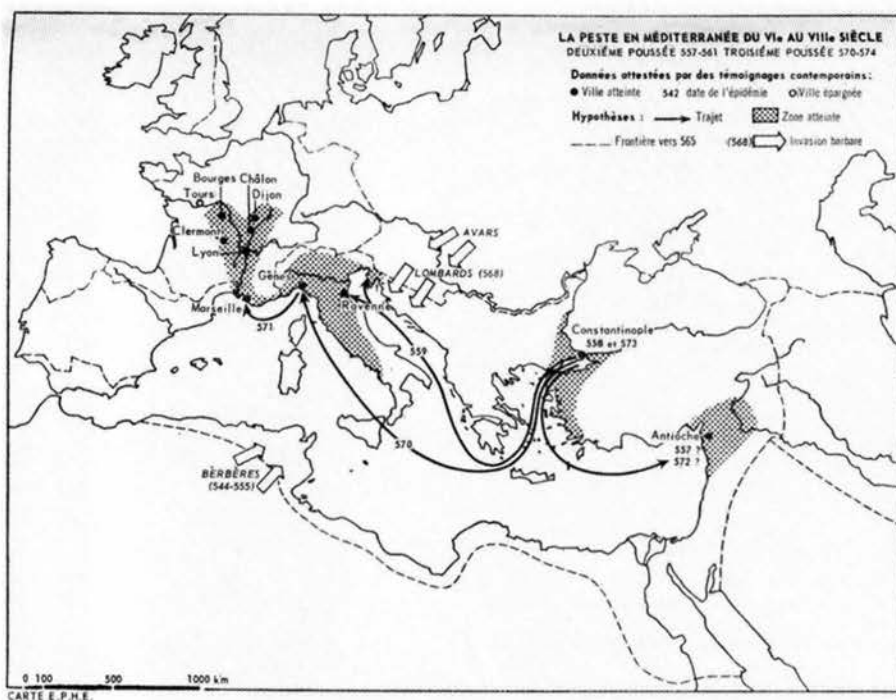 LA PESTE EN MÉDITERRANÉE DU VIe AU VIIIe SIÈCLE
DEUXIÈME POUSSÉE 557-561 TROISIÈME POUSSÉE 570-574
Données attestées par des témoignages contemporains:
Ville atteinte 542 date de l'épidémie Ville épargnée
Hypothèses : Trajet Zone atteinte
Frontière vers 565 (568) Invasion barbare
Bourges Châlon
Tours Dijon
Clermont
Lyon
AVARS
LOMBARDS (568)
Gênes
Marseille Ravenne
571
559
Constantinople
558 et 573
570
Antioche
557 ?
572 ?
BERBÈRES
(544-555)
0 100 500 1000 km
CARTE E.P.H.E.